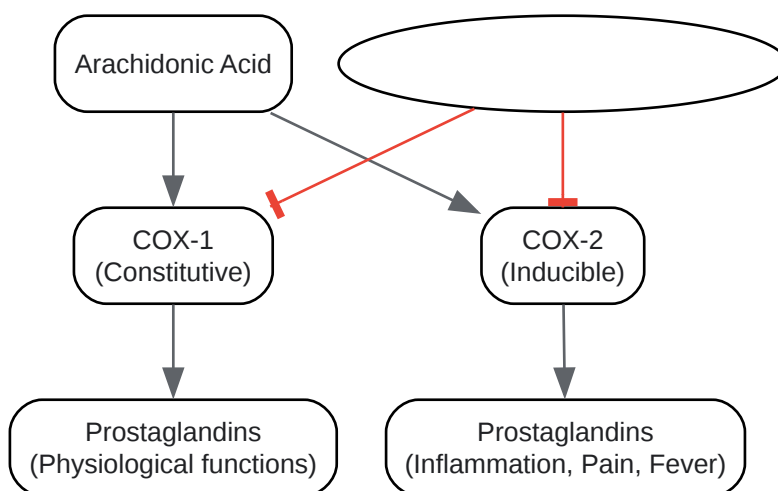 Arachidonic Acid
COX-1
(Constitutive)
COX-2
(Inducible)
Prostaglandins
(Physiological functions)
Prostaglandins
(Inflammation, Pain, Fever)